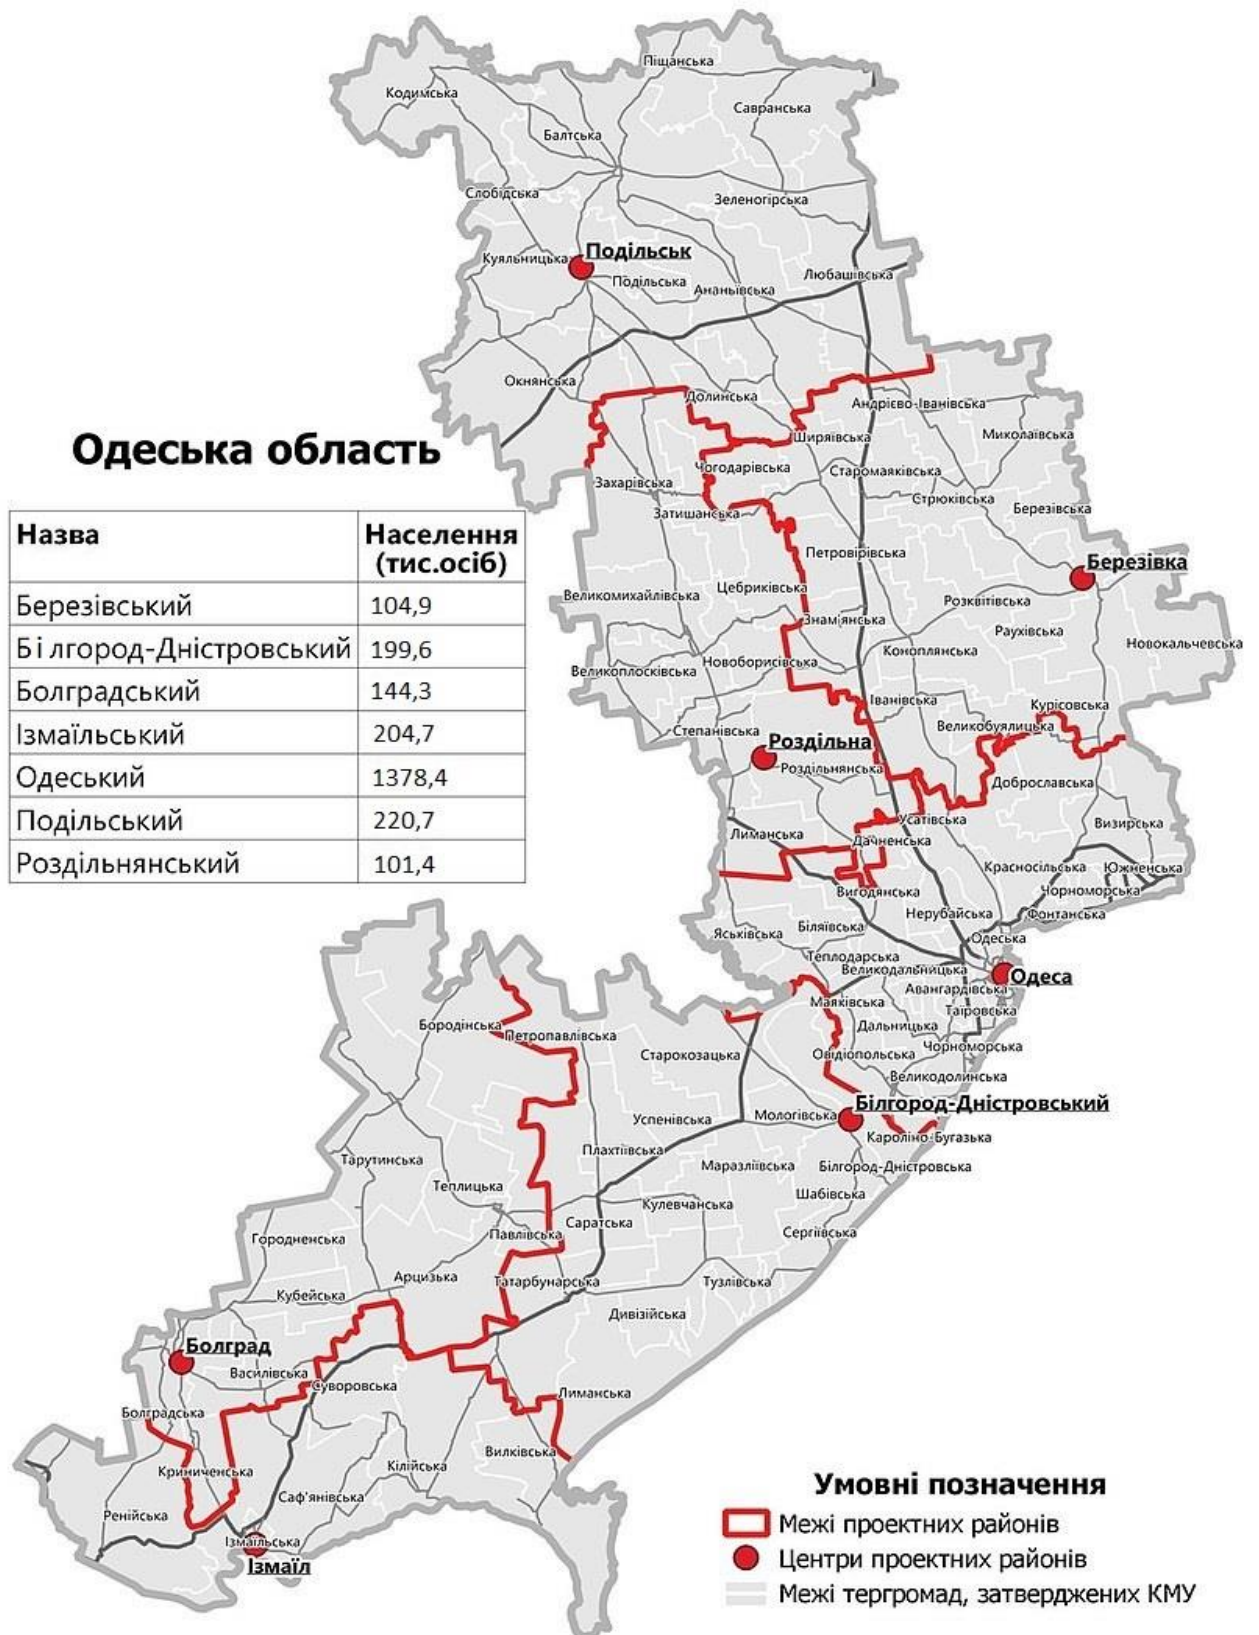 Піщанська
Кодимська
Савранська
Балтська
Слобідська
Зеленогірська
Подільськ
Куяльницька
Любашівська
Подільська
Ананьївська
Окнянська
Долинська
Андрієво-Іванівська
Миколаївська
Ширяївська
Одеська область
Чогодарівська
Старомаяківська
Захарівська
Стрюківська
Березівська
Затишанська
Назва Населення
(тис.осіб)
Березівський 104,9
Бі лгород-Дністровський 199,6
Болградський 144,3
Ізмаїльський 204,7
Одеський 1378,4
Подільський 220,7
Роздільнянський 101,4
Петровірівська
Березівка
Цебриківська
Великомихайлівська
Розквітівська
Знам'янська
Раухівська
Новокальчевська
Коноплянська
Новоборисівська
Великоплосківська
Іванівська
Курісовська
Великобуялицька
Степанівська
Роздільна
Роздільнянська
Доброславська
Усатівська
Визирська
Лиманська
Дачненська
Красносільська
Южненська
Вигодянська
Чорноморська
Нерубайська
Фонтанська
Біляївська
Яськівська
Одеська
Теплодарська
Великодальницька
Одеса
Авангардівська
Маяківська
Таїровська
Дальницька
Бородінська
Петропавлівська
Чорноморська
Старокозацька
Овідіопольська
Великодолинська
Білгород-Дністровський
Мологівська
Успенівська
Кароліно-Бугазька
Плахтіївська
Тарутинська
Маразліївська
Білгород-Дністровська
Теплицька
Шабівська
Кулевчанська
Саратська
Павлівська
Сергіївська
Городненська
Арцизька
Татарбунарська
Тузлівська
Кубейська
Дивізійська
Болград
Василівська
Суворовська
Лиманська
Болградська
Вилківська
Криниченська
Кілійська
Умовні позначення
Саф'янівська
Ренійська
Межі проектних районів
Ізмаїльська
Центри проектних районів
Ізмаїл
Межі тергромад, затверджених КМУ